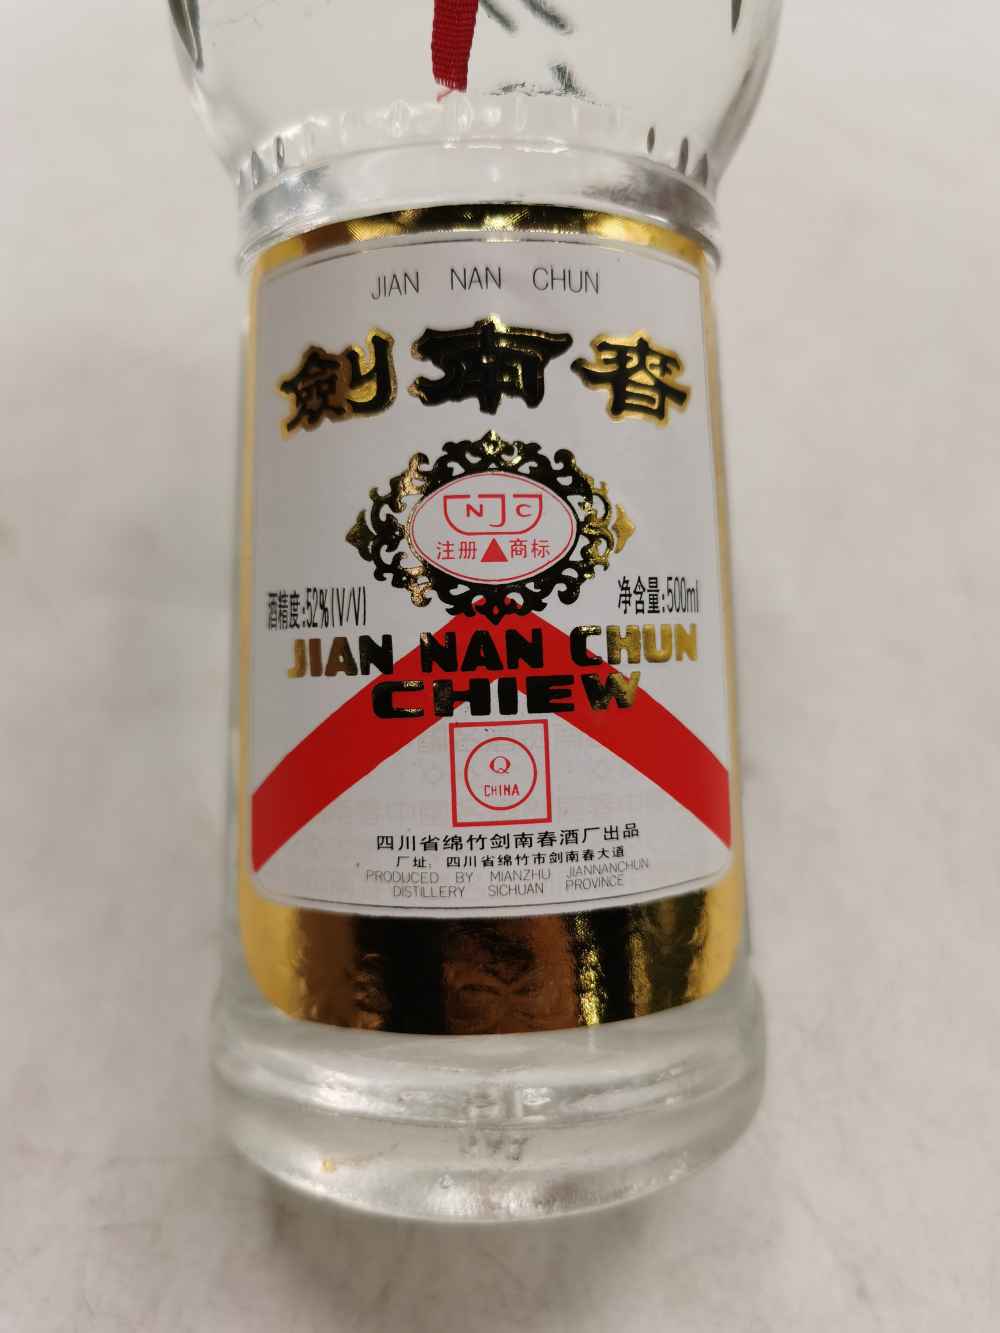 JIAN NAN CHUN
劍南春
NJC
注册 商标
酒精度:52%(V/V)
净含量:500ml
JIAN NAN CHUN
CHIEW
Q
CHINA
四川省绵竹剑南春酒厂出品
厂址: 四川省绵竹市剑南春大道
PRODUCED BY MIANZHU JIANNANCHUN
DISTILLERY SICHUAN PROVINCE